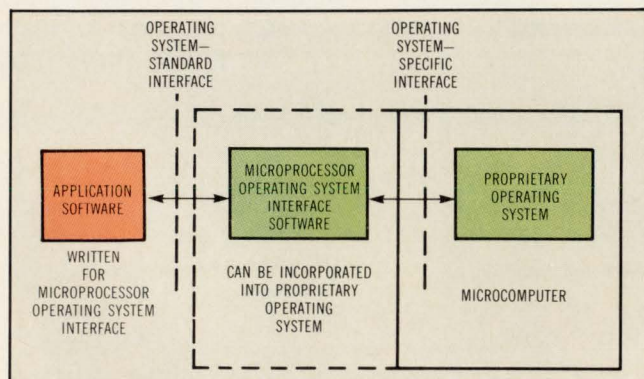 OPERATING
SYSTEM—
STANDARD
INTERFACE
OPERATING
SYSTEM—
SPECIFIC
INTERFACE
APPLICATION
SOFTWARE
MICROPROCESSOR
OPERATING SYSTEM
INTERFACE
SOFTWARE
PROPRIETARY
OPERATING
SYSTEM
WRITTEN
FOR
MICROPROCESSOR
OPERATING SYSTEM
INTERFACE
CAN BE INCORPORATED
INTO PROPRIETARY
OPERATING
SYSTEM
MICROCOMPUTER